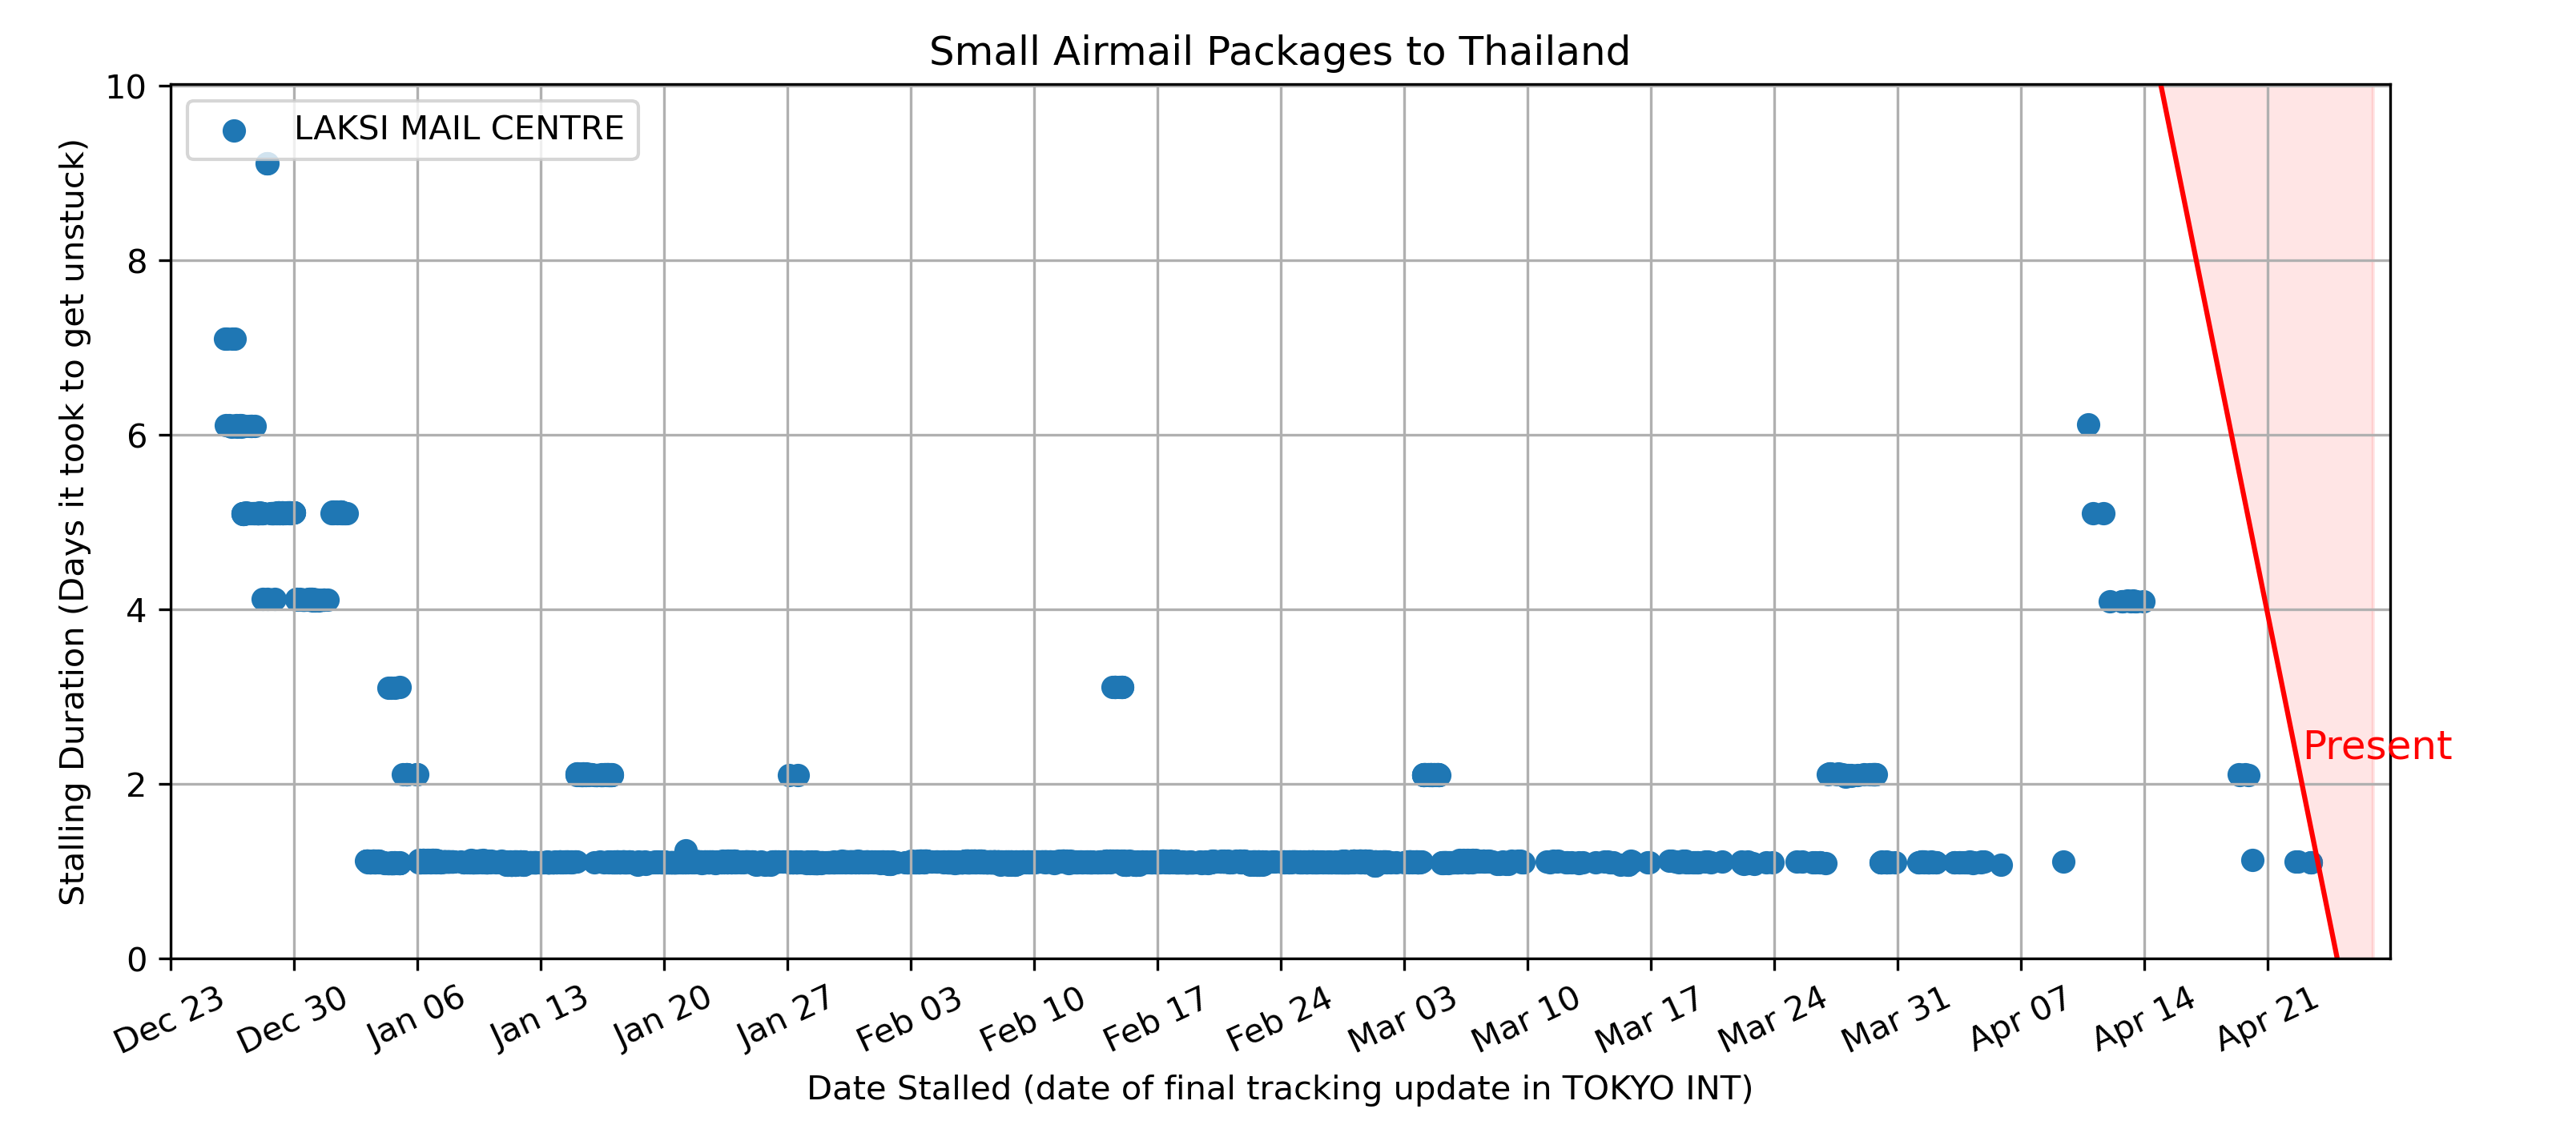 Small Airmail Packages to Thailand
LAKSI MAIL CENTRE
Stalling Duration (Days it took to get unstuck)
10
8
6
4
2
0
Present
Dec 23
Dec 30
Jan 06
Jan 13
Jan 20
Jan 27
Feb 03
Feb 10
Feb 17
Feb 24
Mar 03
Mar 10
Mar 17
Mar 24
Mar 31
Apr 07
Apr 14
Apr 21
Date Stalled (date of final tracking update in TOKYO INT)